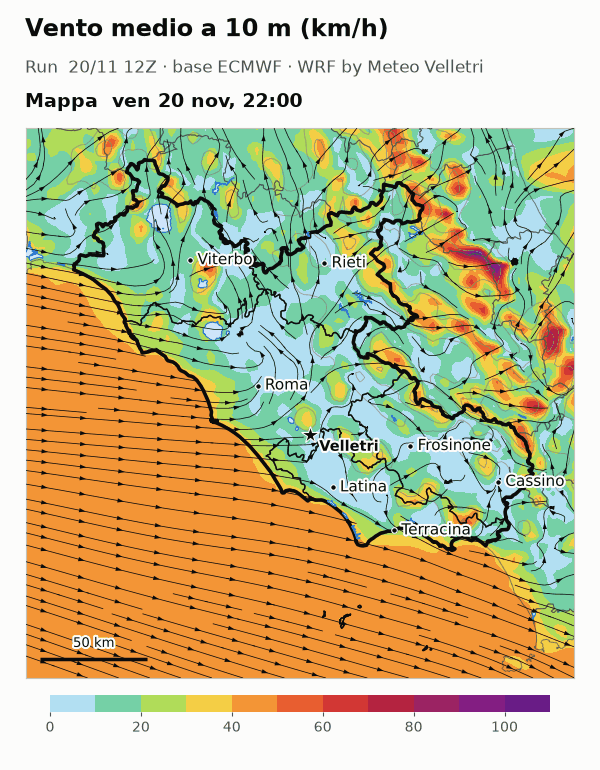 Vento medio a 10 m (km/h)
Run  20/11 12Z · base ECMWF · WRF by Meteo Velletri
Mappa  ven 20 nov, 22:00
Viterbo
Rieti
Roma
Velletri
Frosinone
Latina
Cassino
Terracina
50 km
0 20 40 60 80 100